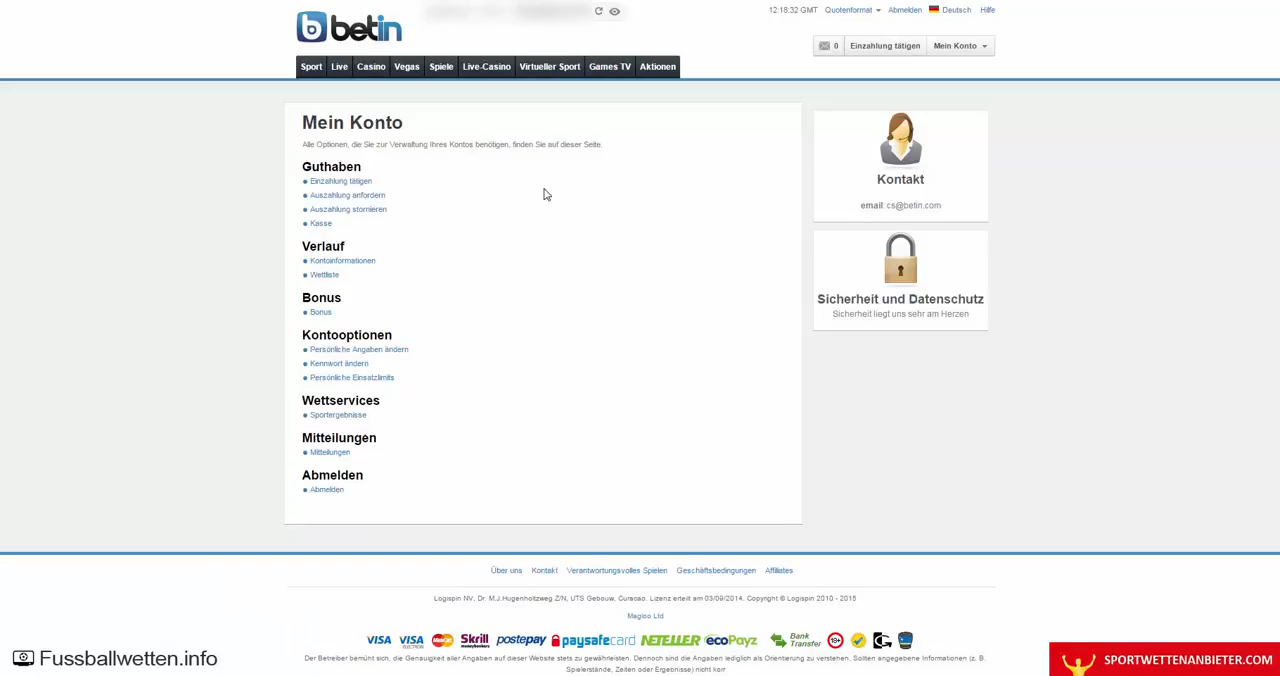 betin
12:18:32 GMT Quotenformat Abmelden Deutsch Hilfe
0 Einzahlung tätigen Mein Konto
Sport Live Casino Vegas Spiele Live-Casino Virtueller Sport Games TV Aktionen
Mein Konto
Alle Optionen, die Sie zur Verwaltung Ihres Kontos benötigen, finden Sie auf dieser Seite.
Guthaben
Einzahlung tätigen
Auszahlung anfordern
Auszahlung stornieren
Kasse
Verlauf
Kontoinformationen
Wettliste
Bonus
Bonus
Kontooptionen
Persönliche Angaben ändern
Kennwort ändern
Persönliche Einsatzlimits
Wettservices
Sportergebnisse
Mitteilungen
Mitteilungen
Abmelden
Abmelden
Kontakt
email: cs@betin.com
Sicherheit und Datenschutz
Sicherheit liegt uns sehr am Herzen
Über uns Kontakt Verantwortungsvolles Spielen Geschäftsbedingungen Affiliates
Logispin NV, Dr. M.J.Hugenholtzweg Z/N, UTS Gebouw, Curacao. Lizenz erteilt am 03/09/2014. Copyright © Logispin 2010 - 2015
Magloo Ltd
VISA VISA ELECTRON MasterCard Skrill moneybookers postepay paysafecard NETELLER ecoPayz Bank Transfer 18+
Der Betreiber bemüht sich, die Genauigkeit aller Angaben auf dieser Website stets zu gewährleisten. Dennoch sind die Angaben lediglich als Orientierung zu verstehen. Sollten angegebene Informationen (z. B.
Spielerstände, Zeiten oder Ergebnisse) nicht korr
Fussballwetten.info
SPORTWETTENANBIETER.COM